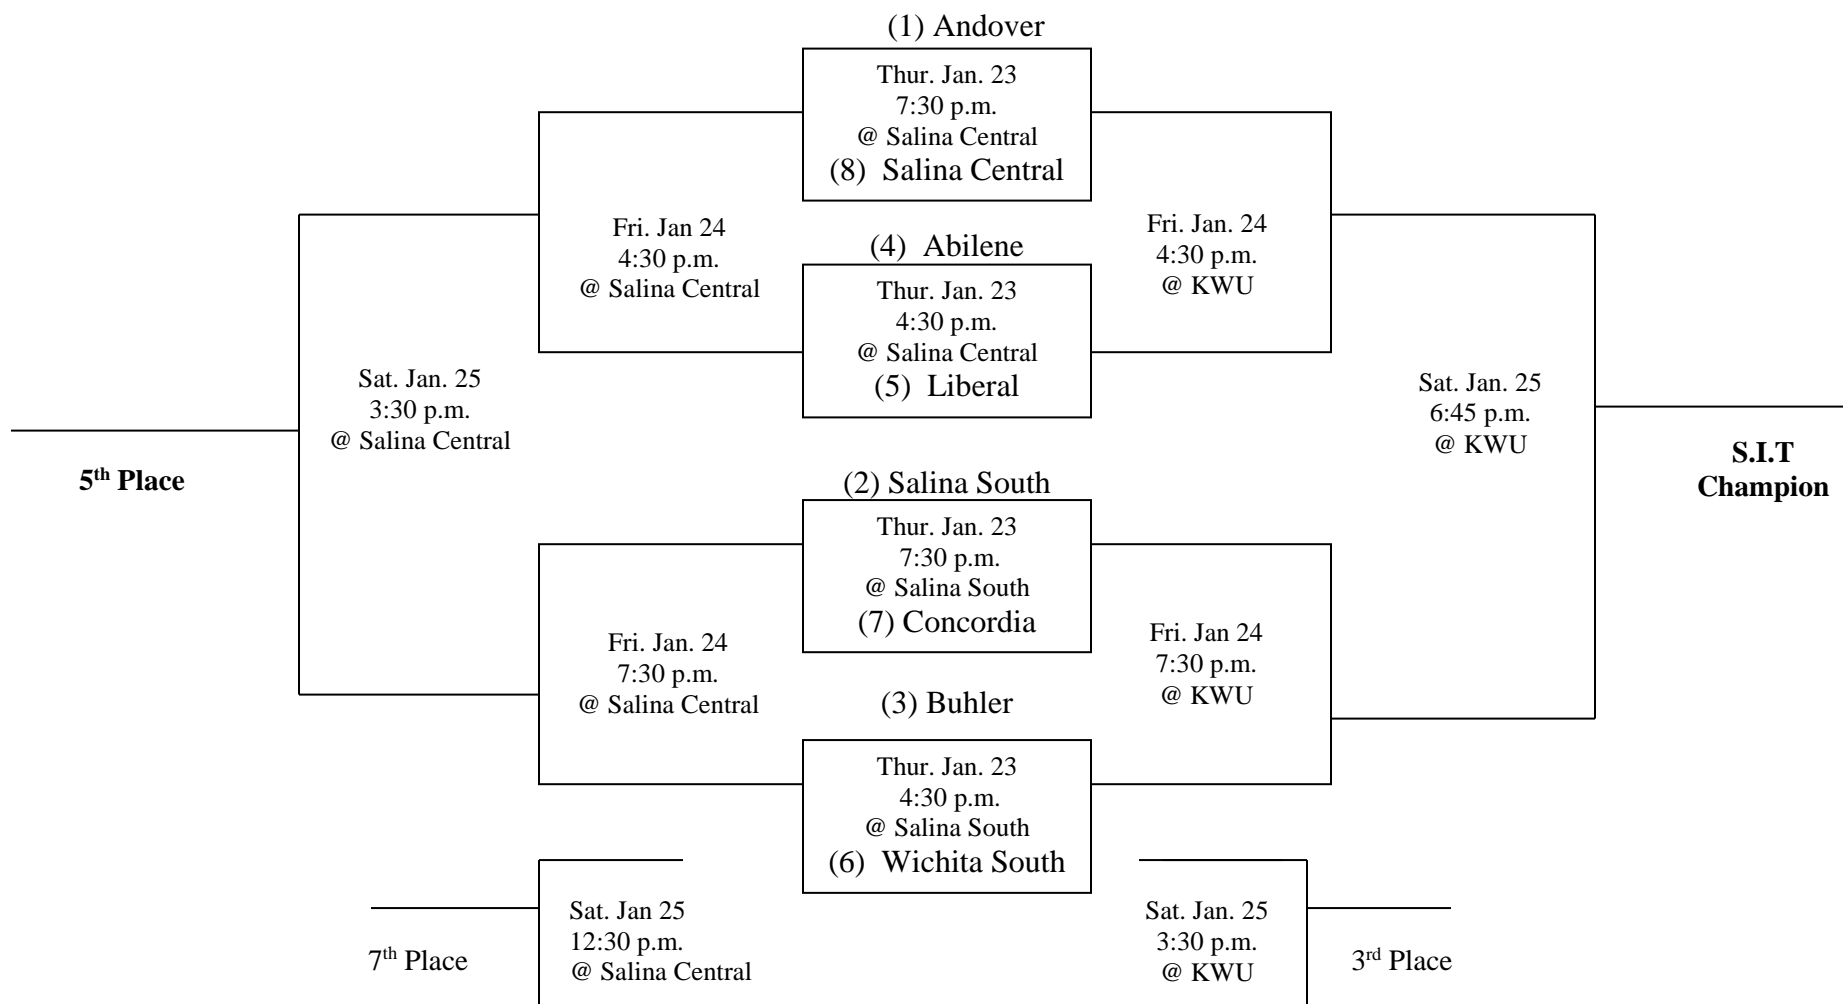 (1) Andover
Thur. Jan. 23
7:30 p.m.
@ Salina Central
(8) Salina Central
Fri. Jan 24
4:30 p.m.
@ Salina Central
(4) Abilene
Thur. Jan. 23
4:30 p.m.
@ Salina Central
(5) Liberal
Fri. Jan. 24
4:30 p.m.
@ KWU
Sat. Jan. 25
3:30 p.m.
@ Salina Central
5th Place
Sat. Jan. 25
6:45 p.m.
@ KWU
S.I.T
Champion
(2) Salina South
Thur. Jan. 23
7:30 p.m.
@ Salina South
(7) Concordia
Fri. Jan. 24
7:30 p.m.
@ Salina Central
(3) Buhler
Thur. Jan. 23
4:30 p.m.
@ Salina South
(6) Wichita South
Fri. Jan 24
7:30 p.m.
@ KWU
Sat. Jan 25
12:30 p.m.
@ Salina Central
7th Place
Sat. Jan. 25
3:30 p.m.
@ KWU
3rd Place